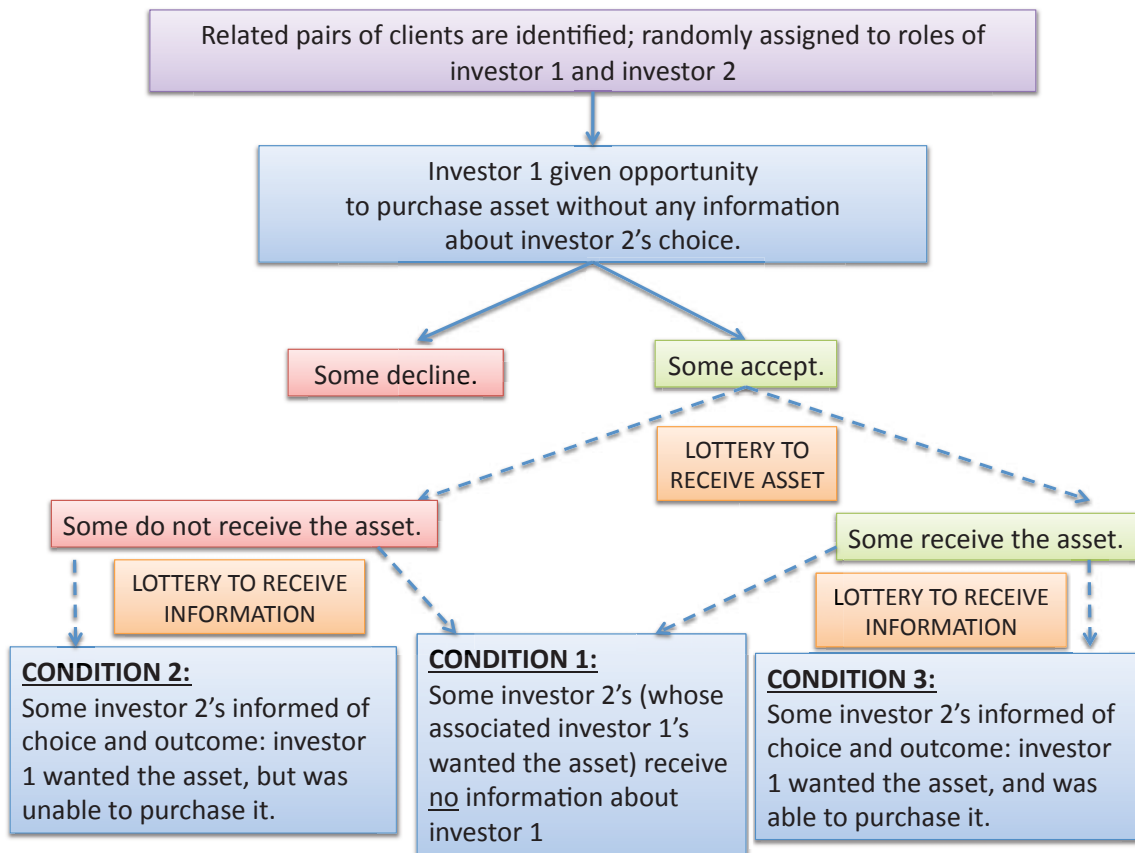 Related pairs of clients are identified; randomly assigned to roles of
investor 1 and investor 2
Investor 1 given opportunity
to purchase asset without any information
about investor 2’s choice.
Some decline.
Some accept.
LOTTERY TO
RECEIVE ASSET
Some do not receive the asset.
Some receive the asset.
LOTTERY TO RECEIVE
INFORMATION
LOTTERY TO RECEIVE
INFORMATION
CONDITION 2:
Some investor 2’s informed of
choice and outcome: investor
1 wanted the asset, but was
unable to purchase it.
CONDITION 1:
Some investor 2’s (whose
associated investor 1’s
wanted the asset) receive
no information about
investor 1
CONDITION 3:
Some investor 2’s informed of
choice and outcome: investor
1 wanted the asset, and was
able to purchase it.